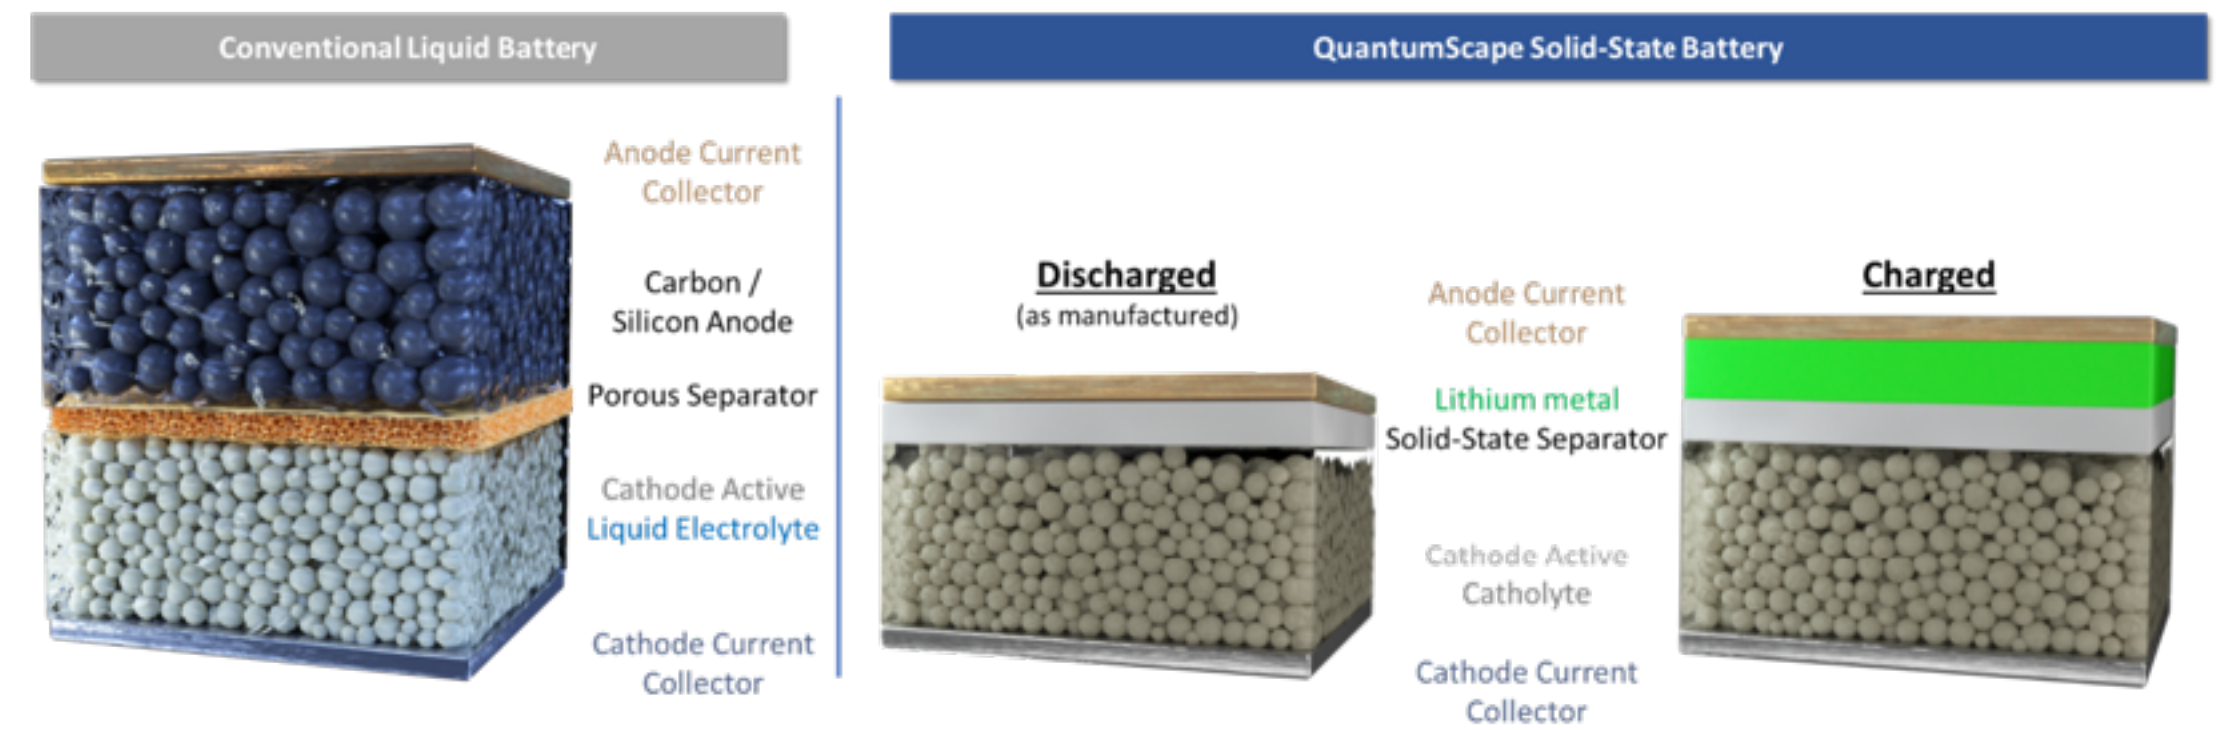 Conventional Liquid Battery
Anode Current
Collector
Carbon /
Silicon Anode
Porous Separator
Cathode Active
Liquid Electrolyte
Cathode Current
Collector
QuantumScape Solid-State Battery
Discharged
(as manufactured)
Anode Current
Collector
Lithium metal
Solid-State Separator
Cathode Active
Catholyte
Cathode Current
Collector
Charged